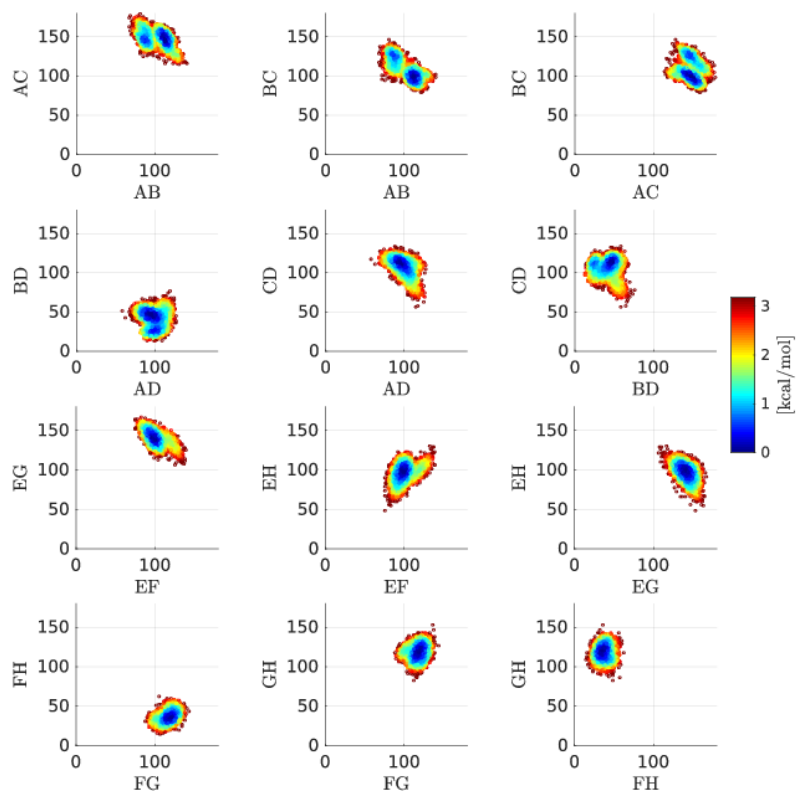 150 100 50 0 AC 0 100 AB
150 100 50 0 BC 0 100 AB
150 100 50 0 BC 0 100 AC
150 100 50 0 BD 0 100 AD
150 100 50 0 CD 0 100 AD
150 100 50 0 CD 0 100 BD
3 2 1 0 [kcal/mol]
150 100 50 0 EG 0 100 EF
150 100 50 0 EH 0 100 EF
150 100 50 0 EH 0 100 EG
150 100 50 0 FH 0 100 FG
150 100 50 0 GH 0 100 FG
150 100 50 0 GH 0 100 FH